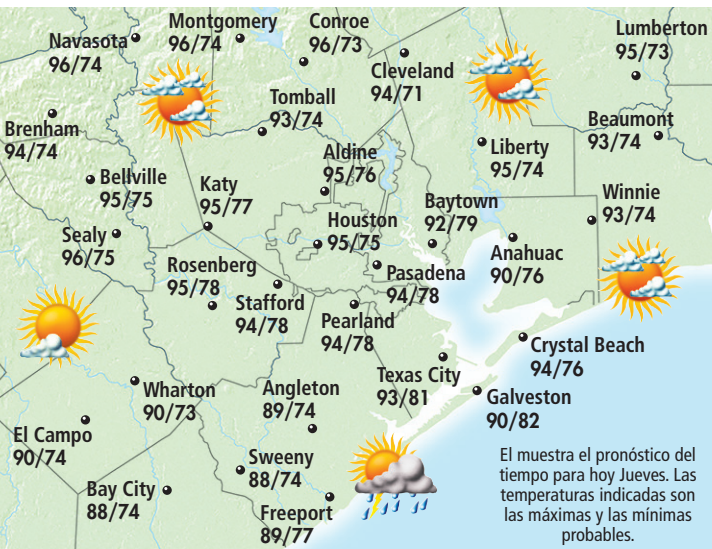 Montgomery
96/74
Conroe
96/73
Lumberton
95/73
Navasota
96/74
Cleveland
94/71
Tomball
93/74
Brenham
94/74
Beaumont
93/74
Liberty
95/74
Aldine
95/76
Bellville
95/75
Katy
95/77
Winnie
93/74
Baytown
92/79
Houston
95/75
Sealy
96/75
Anahuac
90/76
Rosenberg
95/78
Pasadena
94/78
Stafford
94/78
Pearland
94/78
Crystal Beach
94/76
Texas City
93/81
Wharton
90/73
Angleton
89/74
Galveston
90/82
El Campo
90/74
Sweeny
88/74
Bay City
88/74
Freeport
89/77
El muestra el pronóstico del
tiempo para hoy Jueves. Las
temperaturas indicadas son
las máximas y las mínimas
probables.